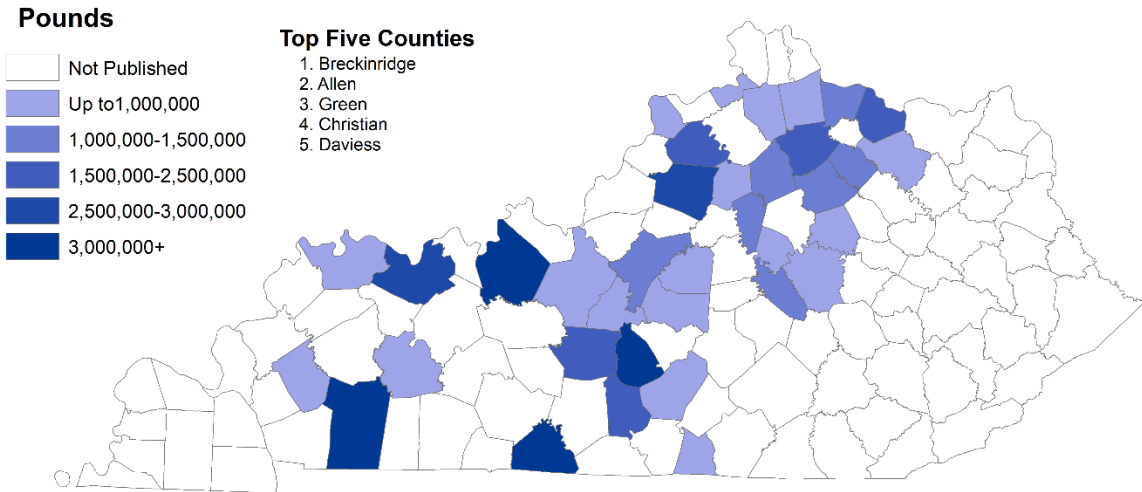 Pounds
Not Published
Up to1,000,000
1,000,000-1,500,000
1,500,000-2,500,000
2,500,000-3,000,000
3,000,000+
Top Five Counties
1. Breckinridge
2. Allen
3. Green
4. Christian
5. Daviess